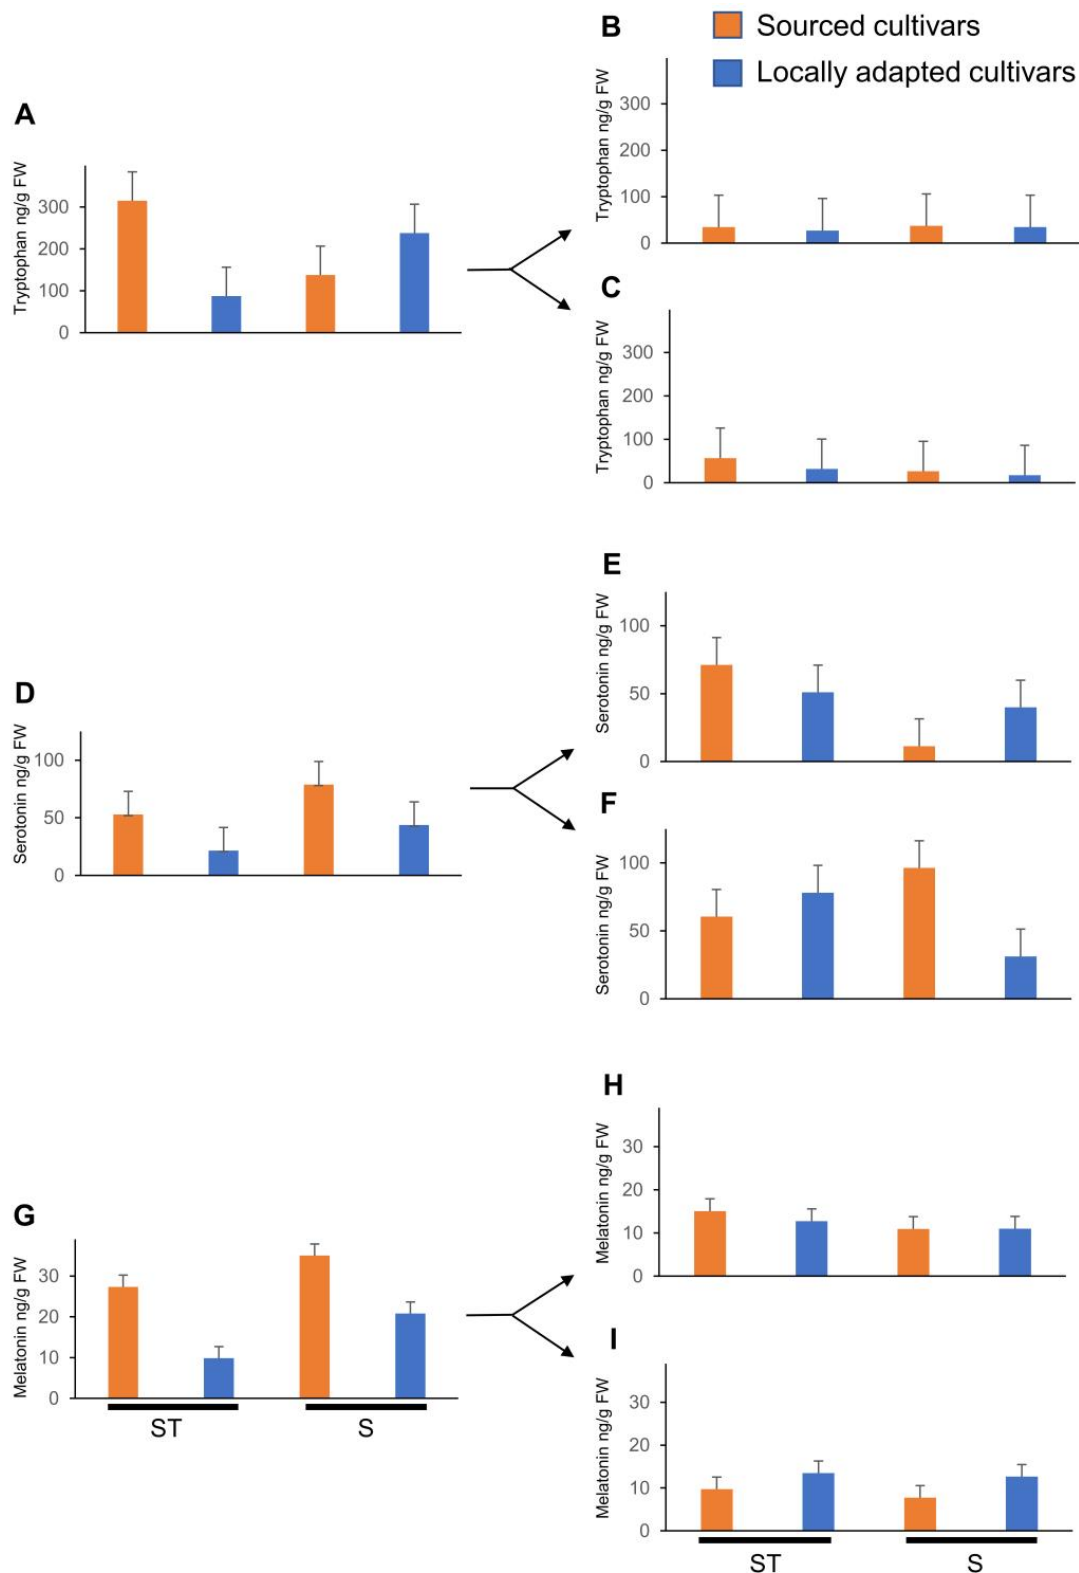 B
Sourced cultivars
Locally adapted cultivars
Tryptophan ng/g FW
300
200
100
0
A
Tryptophan ng/g FW
300
200
100
0
C
Tryptophan ng/g FW
300
200
100
0
E
Serotonin ng/g FW
100
50
0
D
Serotonin ng/g FW
100
50
0
F
Serotonin ng/g FW
100
50
0
H
Melatonin ng/g FW
30
20
10
0
G
Melatonin ng/g FW
30
20
10
0
ST
S
I
Melatonin ng/g FW
30
20
10
0
ST
S